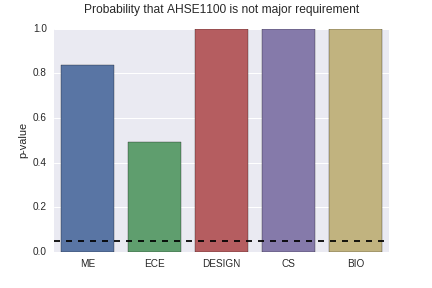 Probability that AHSE1100 is not major requirement
1.0
0.8
0.6
0.4
0.2
0.0
p-value
ME ECE DESIGN CS BIO